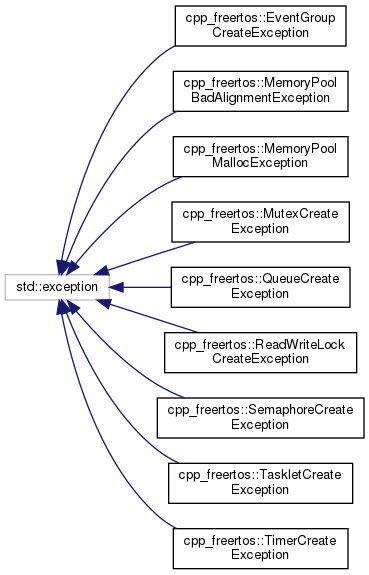 cpp_freertos::EventGroup
CreateException
cpp_freertos::MemoryPool
BadAlignmentException
cpp_freertos::MemoryPool
MallocException
cpp_freertos::MutexCreate
Exception
std::exception
cpp_freertos::QueueCreate
Exception
cpp_freertos::ReadWriteLock
CreateException
cpp_freertos::SemaphoreCreate
Exception
cpp_freertos::TaskletCreate
Exception
cpp_freertos::TimerCreate
Exception